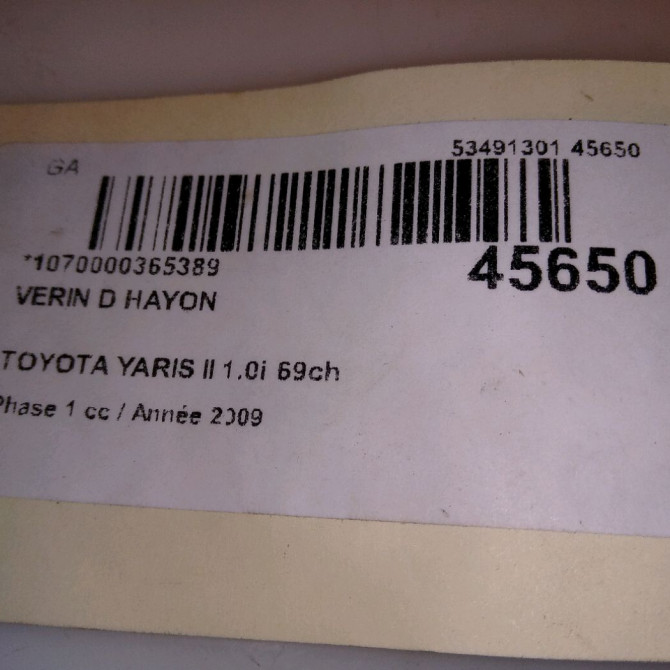 GA
53491301 45650
*1070000365389
45650
VERIN D HAYON
TOYOTA YARIS II 1.0i 69ch
Phase 1 cc / Année 2009